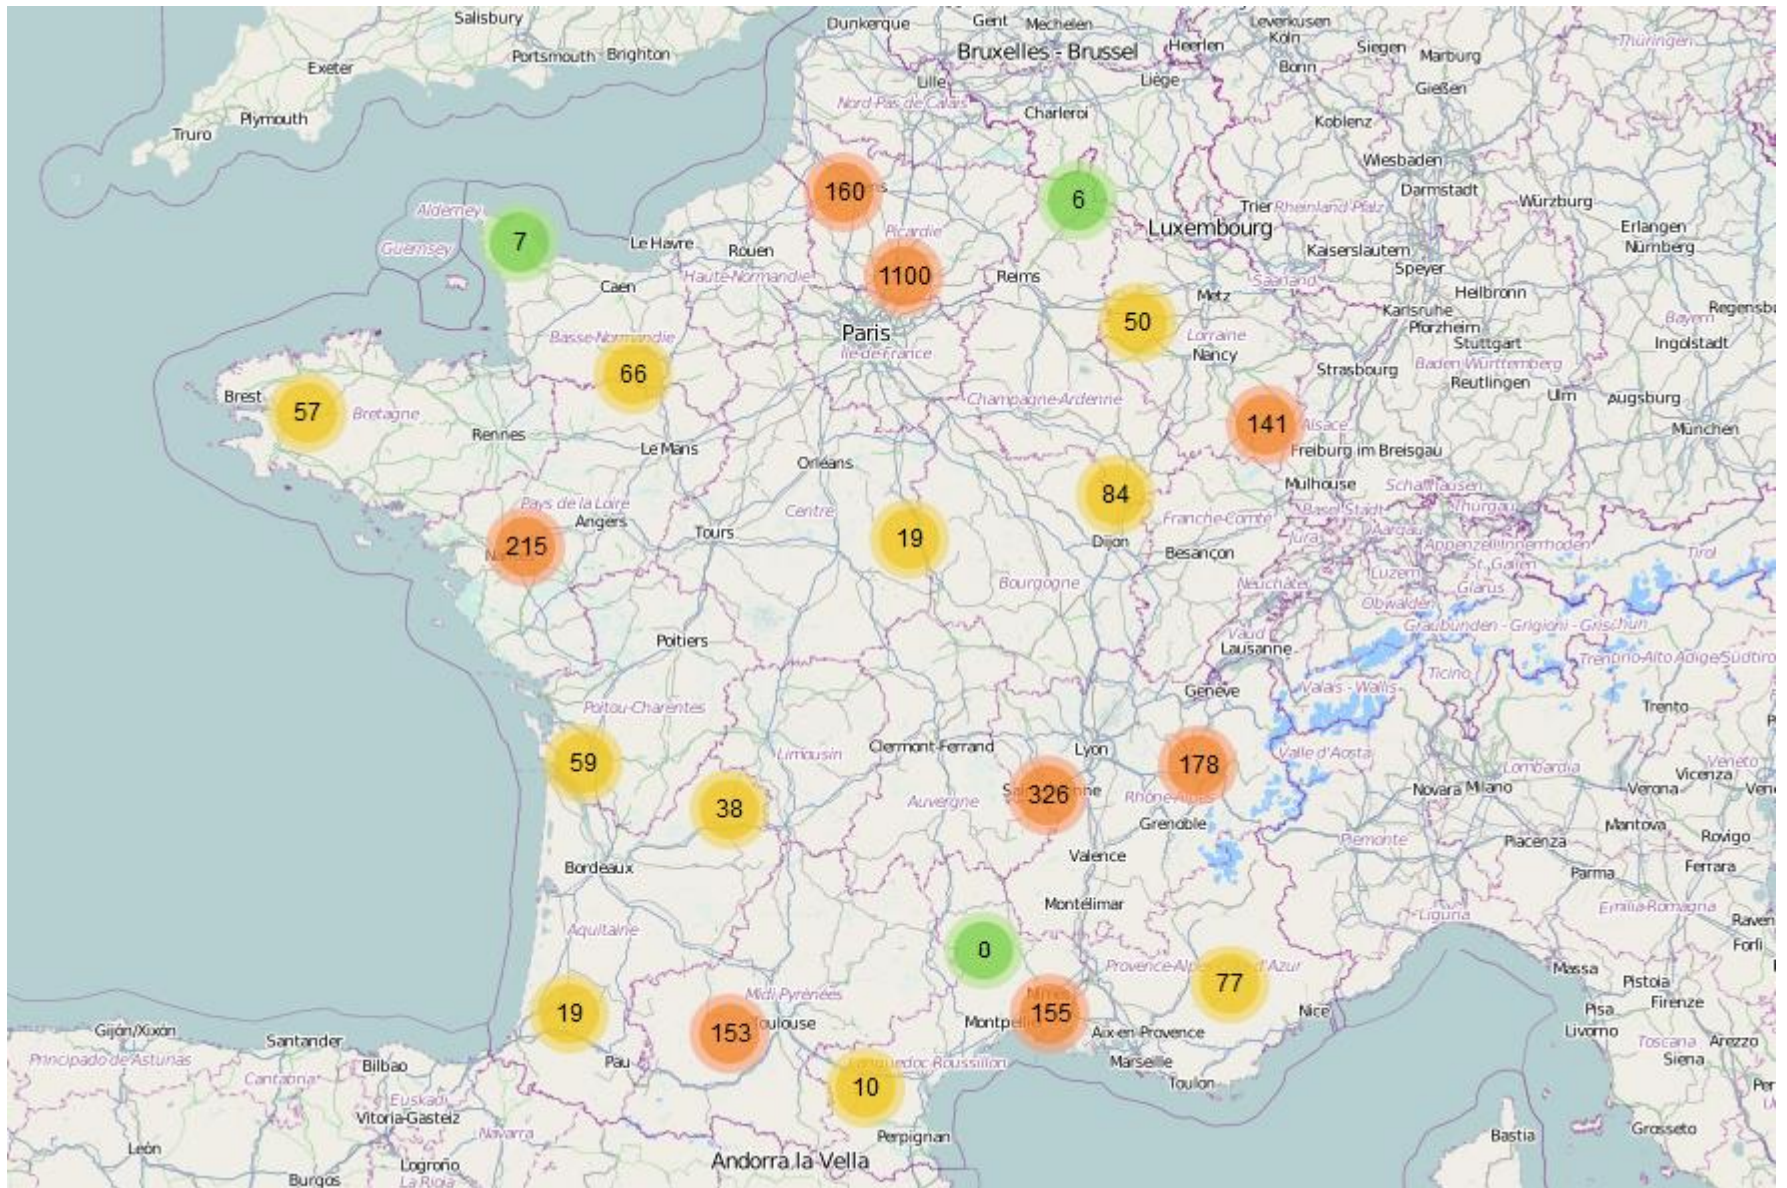 Salisbury
Dunkerque
Gent
Mechelen
Leverkusen
Köln
Siegen
Marburg
Thüringen
Exeter
Portsmouth
Brighton
Bruxelles - Brussel
Heerlen
Bonn
Gießen
Lille
Liège
Nord-Pas de Calais
Charleroi
Koblenz
Truro
Plymouth
Wiesbaden
Darmstadt
160
6
Trier
Rheinland-Pfalz
Würzburg
Alderney
Guernsey
7
Le Havre
Rouen
Picardie
Luxembourg
Erlangen
Nürnberg
Kaiserslautern
Speyer
Haute-Normandie
1100
Reims
Saarland
Caen
Metz
Heilbronn
Karlsruhe
Pforzheim
Regensbu
Bayern
Basse-Normandie
Paris
Île-de-France
50
Lorraine
Nancy
Stuttgart
Ingolstadt
66
Strasbourg
Baden-Württemberg
Reutlingen
Ulm
Augsburg
Brest
57
Bretagne
Champagne-Ardenne
141
Alsace
München
Rennes
Le Mans
Orléans
Freiburg im Breisgau
Mulhouse
Schaffhausen
Pays de la Loire
Angers
Centre
84
Franche-Comté
Basel-Stadt
Thurgau
Aargau
215
Tours
19
Dijon
Besançon
Jura
Appenzell Innerrhoden
St. Gallen
Tirol
Bourgogne
Neuchâtel
Luzern
Glarus
Obwalden
Graubünden - Grigioni - Grischun
Poitiers
Vaud
Lausanne
Trentino-Alto Adige/Südtiro
Genève
Valais - Wallis
Ticino
Poitou-Charentes
Trento
59
Limousin
Clermont-Ferrand
Lyon
178
Valle d'Aosta
Lombardia
Veneto
Vicenza
38
Auvergne
326
Rhône-Alpes
Novara
Milano
Verona
Ven
Grenoble
Piemonte
Piacenza
Mantova
Rovigo
Bordeaux
Valence
Parma
Ferrara
Montélimar
Liguria
Emilia-Romagna
Raven
Aquitaine
Forlì
0
Provence-Alpes
d'Azur
77
Massa
Pistoia
Firenze
19
Midi-Pyrénées
153
oulouse
Nîmes
155
Montpelli
Aix-en-Provence
Nice
Pisa
Livorno
Toscana
Arezzo
Siena
Gijón/Xixón
Santander
Principado de Asturias
Cantabria
Bilbao
Pau
Languedoc-Roussillon
Marseille
Toulon
10
Per
Euskadi
Vitoria-Gasteiz
Navarra
Perpignan
Bastia
Grosseto
León
Burgos
Logroño
La Rioja
Andorra la Vella